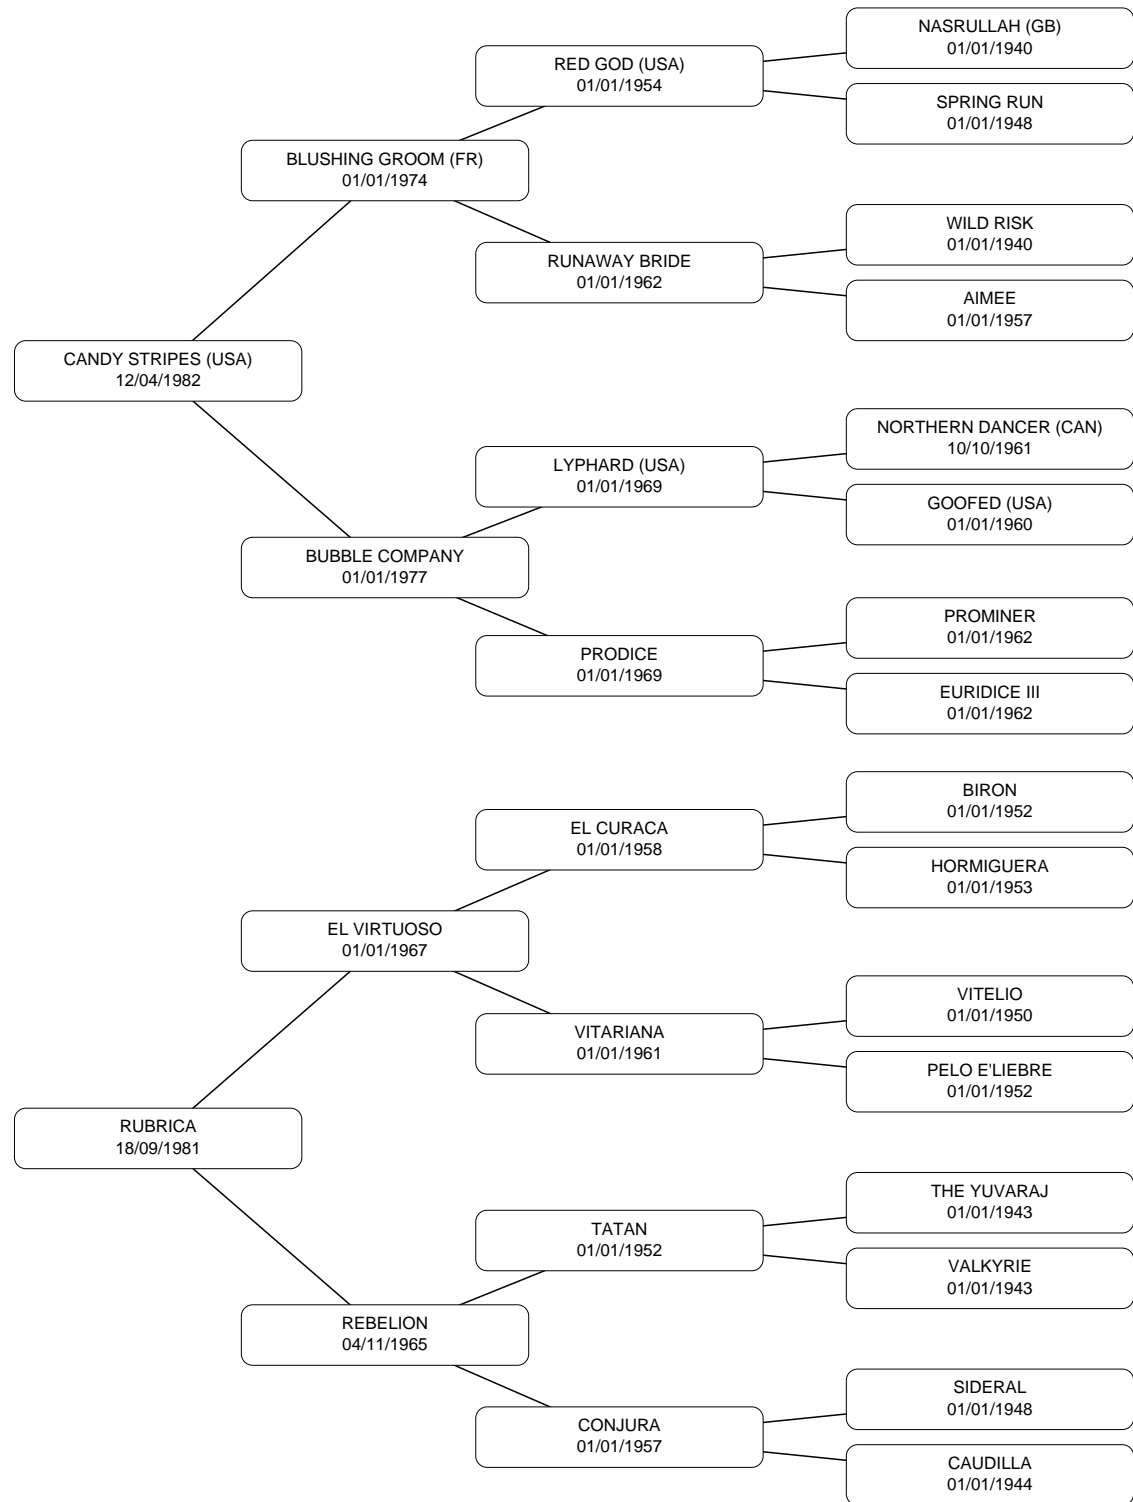 NASRULLAH (GB)
01/01/1940
RED GOD (USA)
01/01/1954
SPRING RUN
01/01/1948
BLUSHING GROOM (FR)
01/01/1974
WILD RISK
01/01/1940
RUNAWAY BRIDE
01/01/1962
AIMEE
01/01/1957
CANDY STRIPES (USA)
12/04/1982
NORTHERN DANCER (CAN)
10/10/1961
LYPHARD (USA)
01/01/1969
GOOFED (USA)
01/01/1960
BUBBLE COMPANY
01/01/1977
PROMINER
01/01/1962
PRODICE
01/01/1969
EURIDICE III
01/01/1962
BIRON
01/01/1952
EL CURACA
01/01/1958
HORMIGUERA
01/01/1953
EL VIRTUOSO
01/01/1967
VITELIO
01/01/1950
VITARIANA
01/01/1961
PELO E'LIEBRE
01/01/1952
RUBRICA
18/09/1981
THE YUVARAJ
01/01/1943
TATAN
01/01/1952
VALKYRIE
01/01/1943
REBELION
04/11/1965
SIDERAL
01/01/1948
CONJURA
01/01/1957
CAUDILLA
01/01/1944